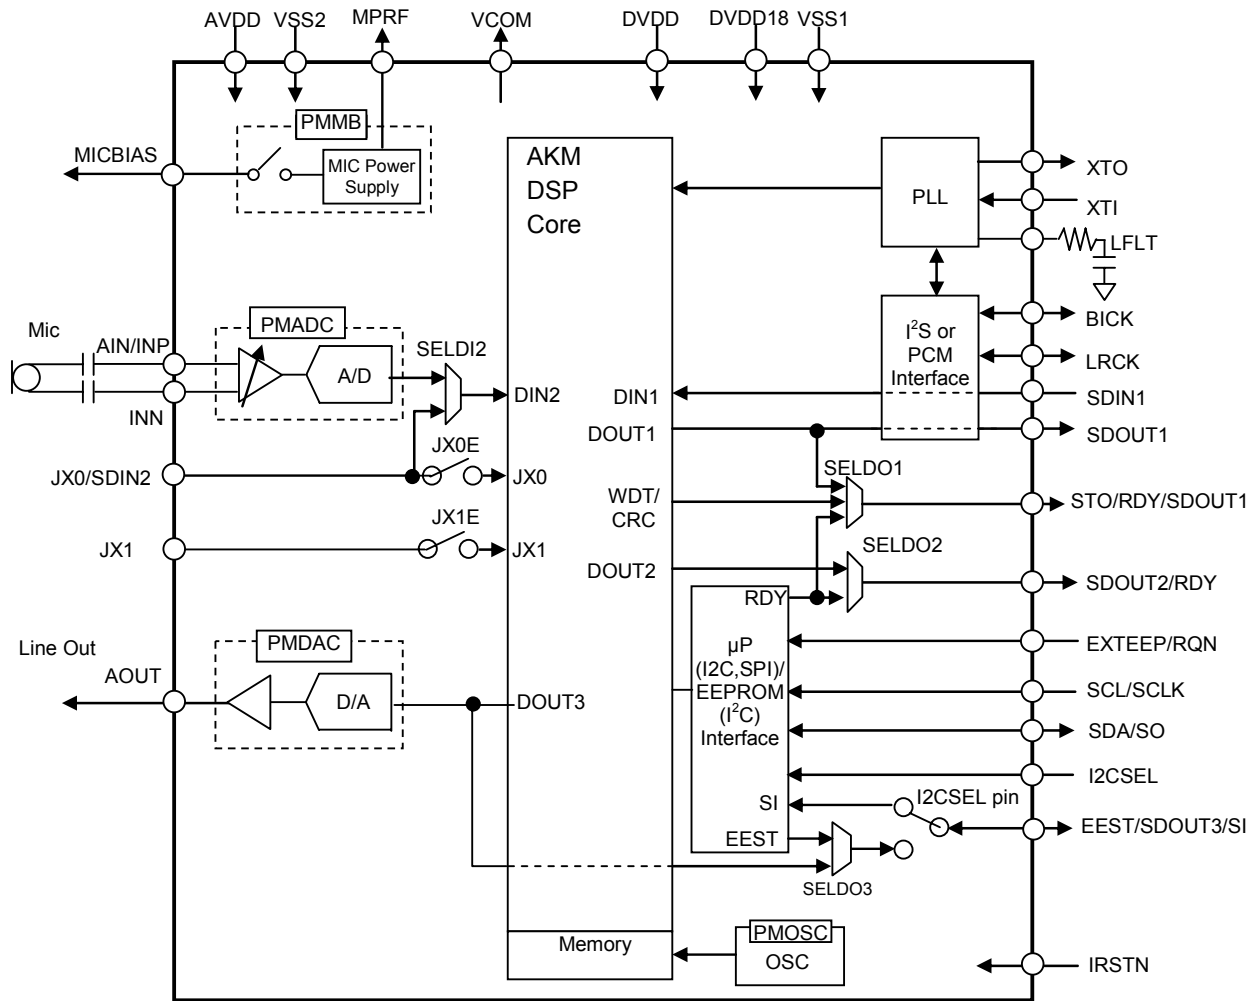 AVDD VSS2 MPRF VCOM DVDD DVDD18 VSS1
PMMB
MICBIAS
MIC Power
Supply
AKM
DSP
Core
PLL
XTO
XTI
LFLT
Mic
AIN/INP
INN
PMADC
A/D
SELDI2
DIN2
DIN1
DOUT1
I²S or
PCM
Interface
BICK
LRCK
SDIN1
SDOUT1
JX0/SDIN2
JX0E
JX0
JX1
JX1E
JX1
WDT/
CRC
DOUT2
SELDO1
STO/RDY/SDOUT1
SELDO2
SDOUT2/RDY
RDY
µP
(I2C,SPI)/
EEPROM
(I²C)
Interface
SI
EEST
EXTEEP/RQN
SCL/SCLK
SDA/SO
I2CSEL
I2CSEL pin
EEST/SDOUT3/SI
SELDO3
Line Out
AOUT
PMDAC
D/A
DOUT3
Memory
PMOSC
OSC
IRSTN